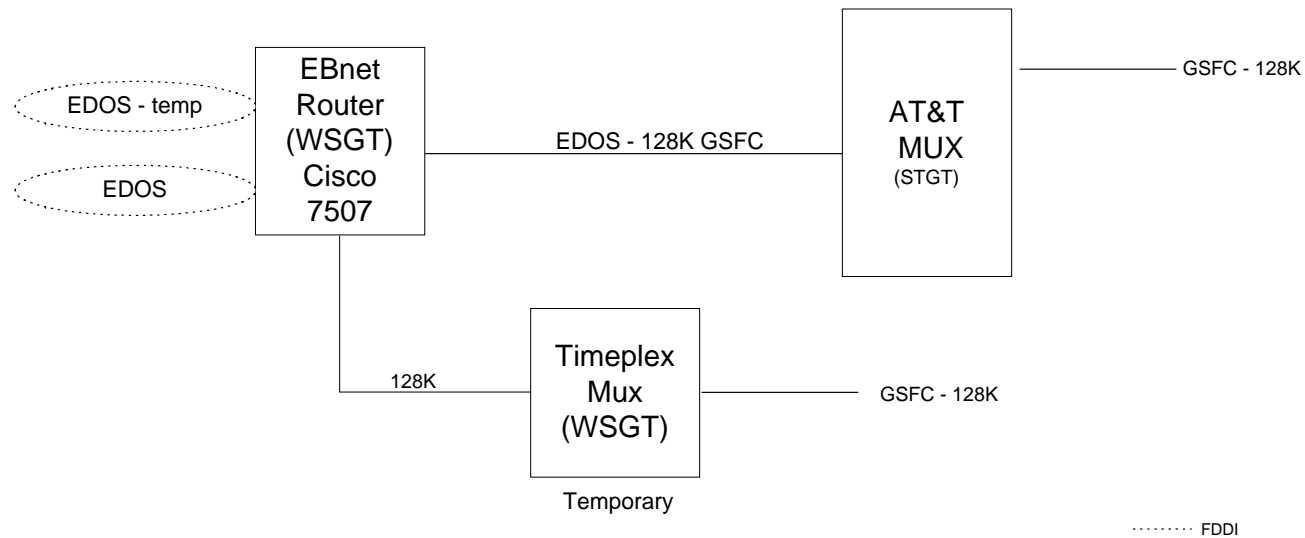 EBnet
Router
(WSGT)
Cisco
7507
EDOS - temp
EDOS
EDOS - 128K GSFC
AT&T
MUX
(STGT)
GSFC - 128K
128K
Timeplex
Mux
(WSGT)
GSFC - 128K
Temporary
FDDI